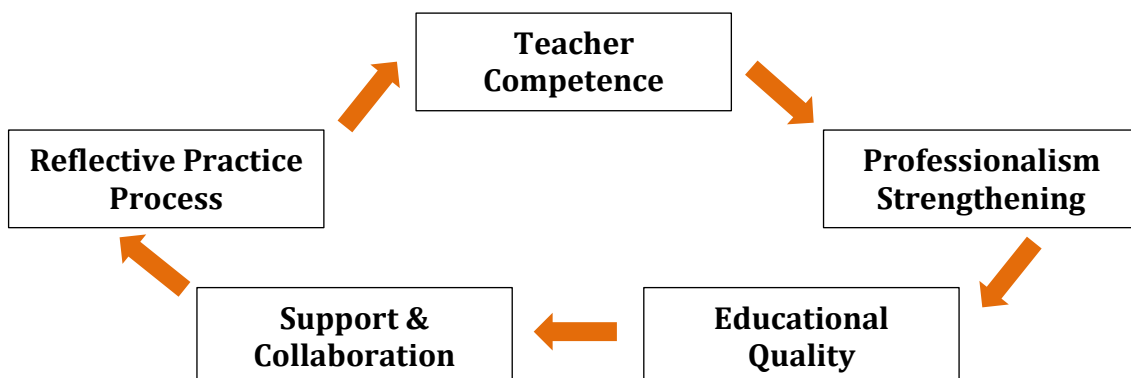 Teacher
Competence
Reflective Practice
Process
Professionalism
Strengthening
Support &
Collaboration
Educational
Quality